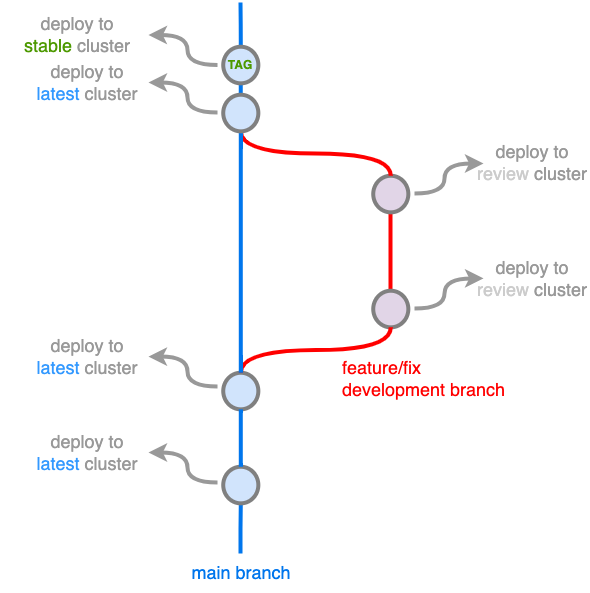 deploy to
stable cluster
TAG
deploy to
latest cluster
deploy to
review cluster
deploy to
review cluster
deploy to
latest cluster
feature/fix
development branch
deploy to
latest cluster
main branch